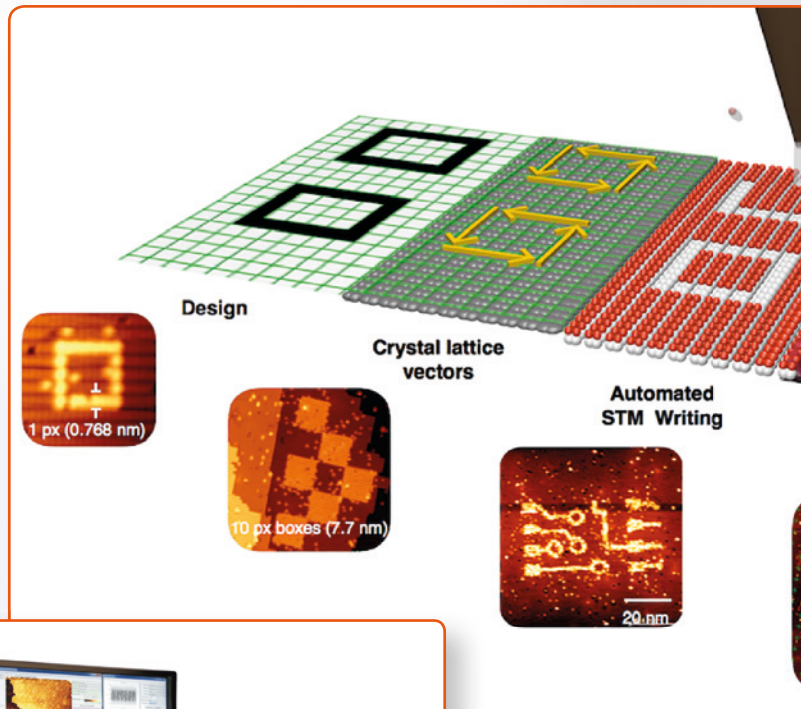 Design
Crystal lattice
vectors
Automated
STM Writing
1 px (0.768 nm)
10 px boxes (7.7 nm)
20 nm